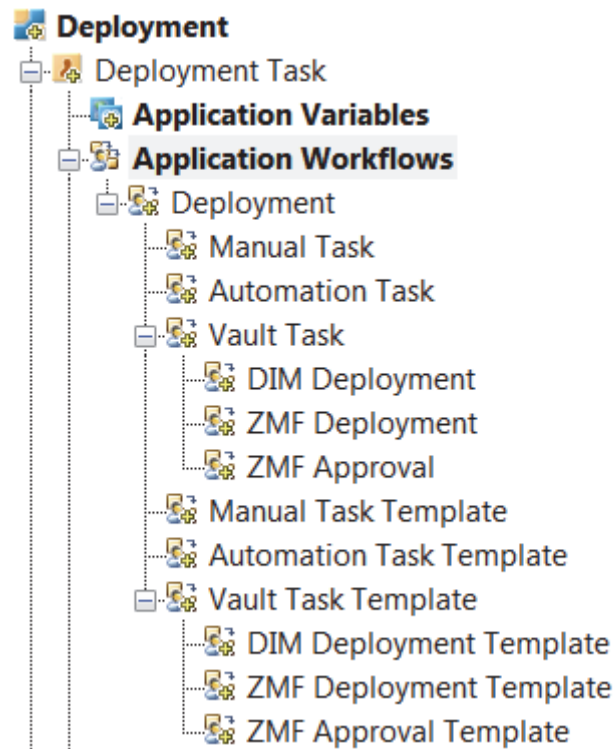 Deployment
Deployment Task
Application Variables
Application Workflows
Deployment
Manual Task
Automation Task
Vault Task
DIM Deployment
ZMF Deployment
ZMF Approval
Manual Task Template
Automation Task Template
Vault Task Template
DIM Deployment Template
ZMF Deployment Template
ZMF Approval Template